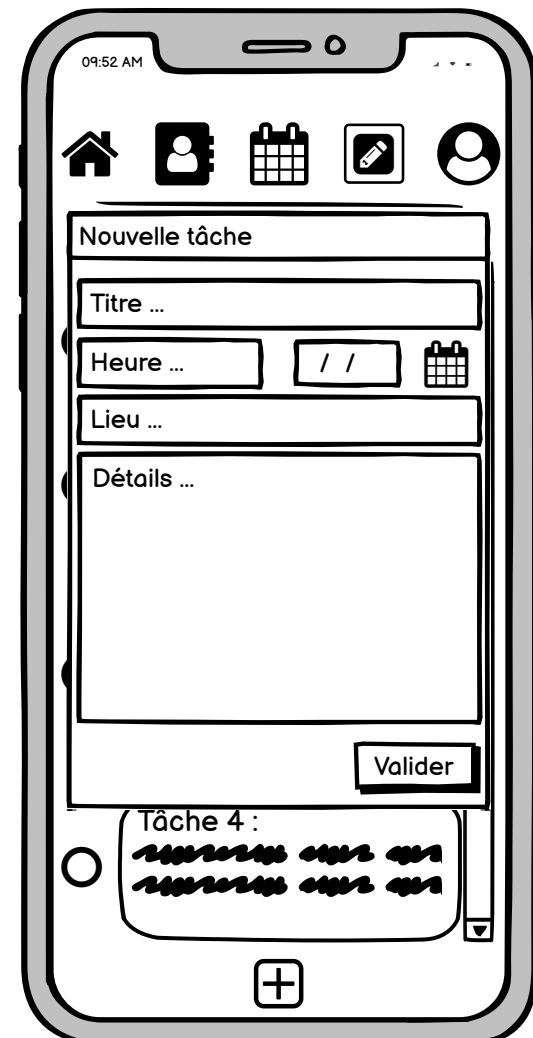 09:52 AM
Nouvelle tâche
Titre ...
Heure ...
/ /
Lieu ...
Détails ...
Valider
Tâche 4 :